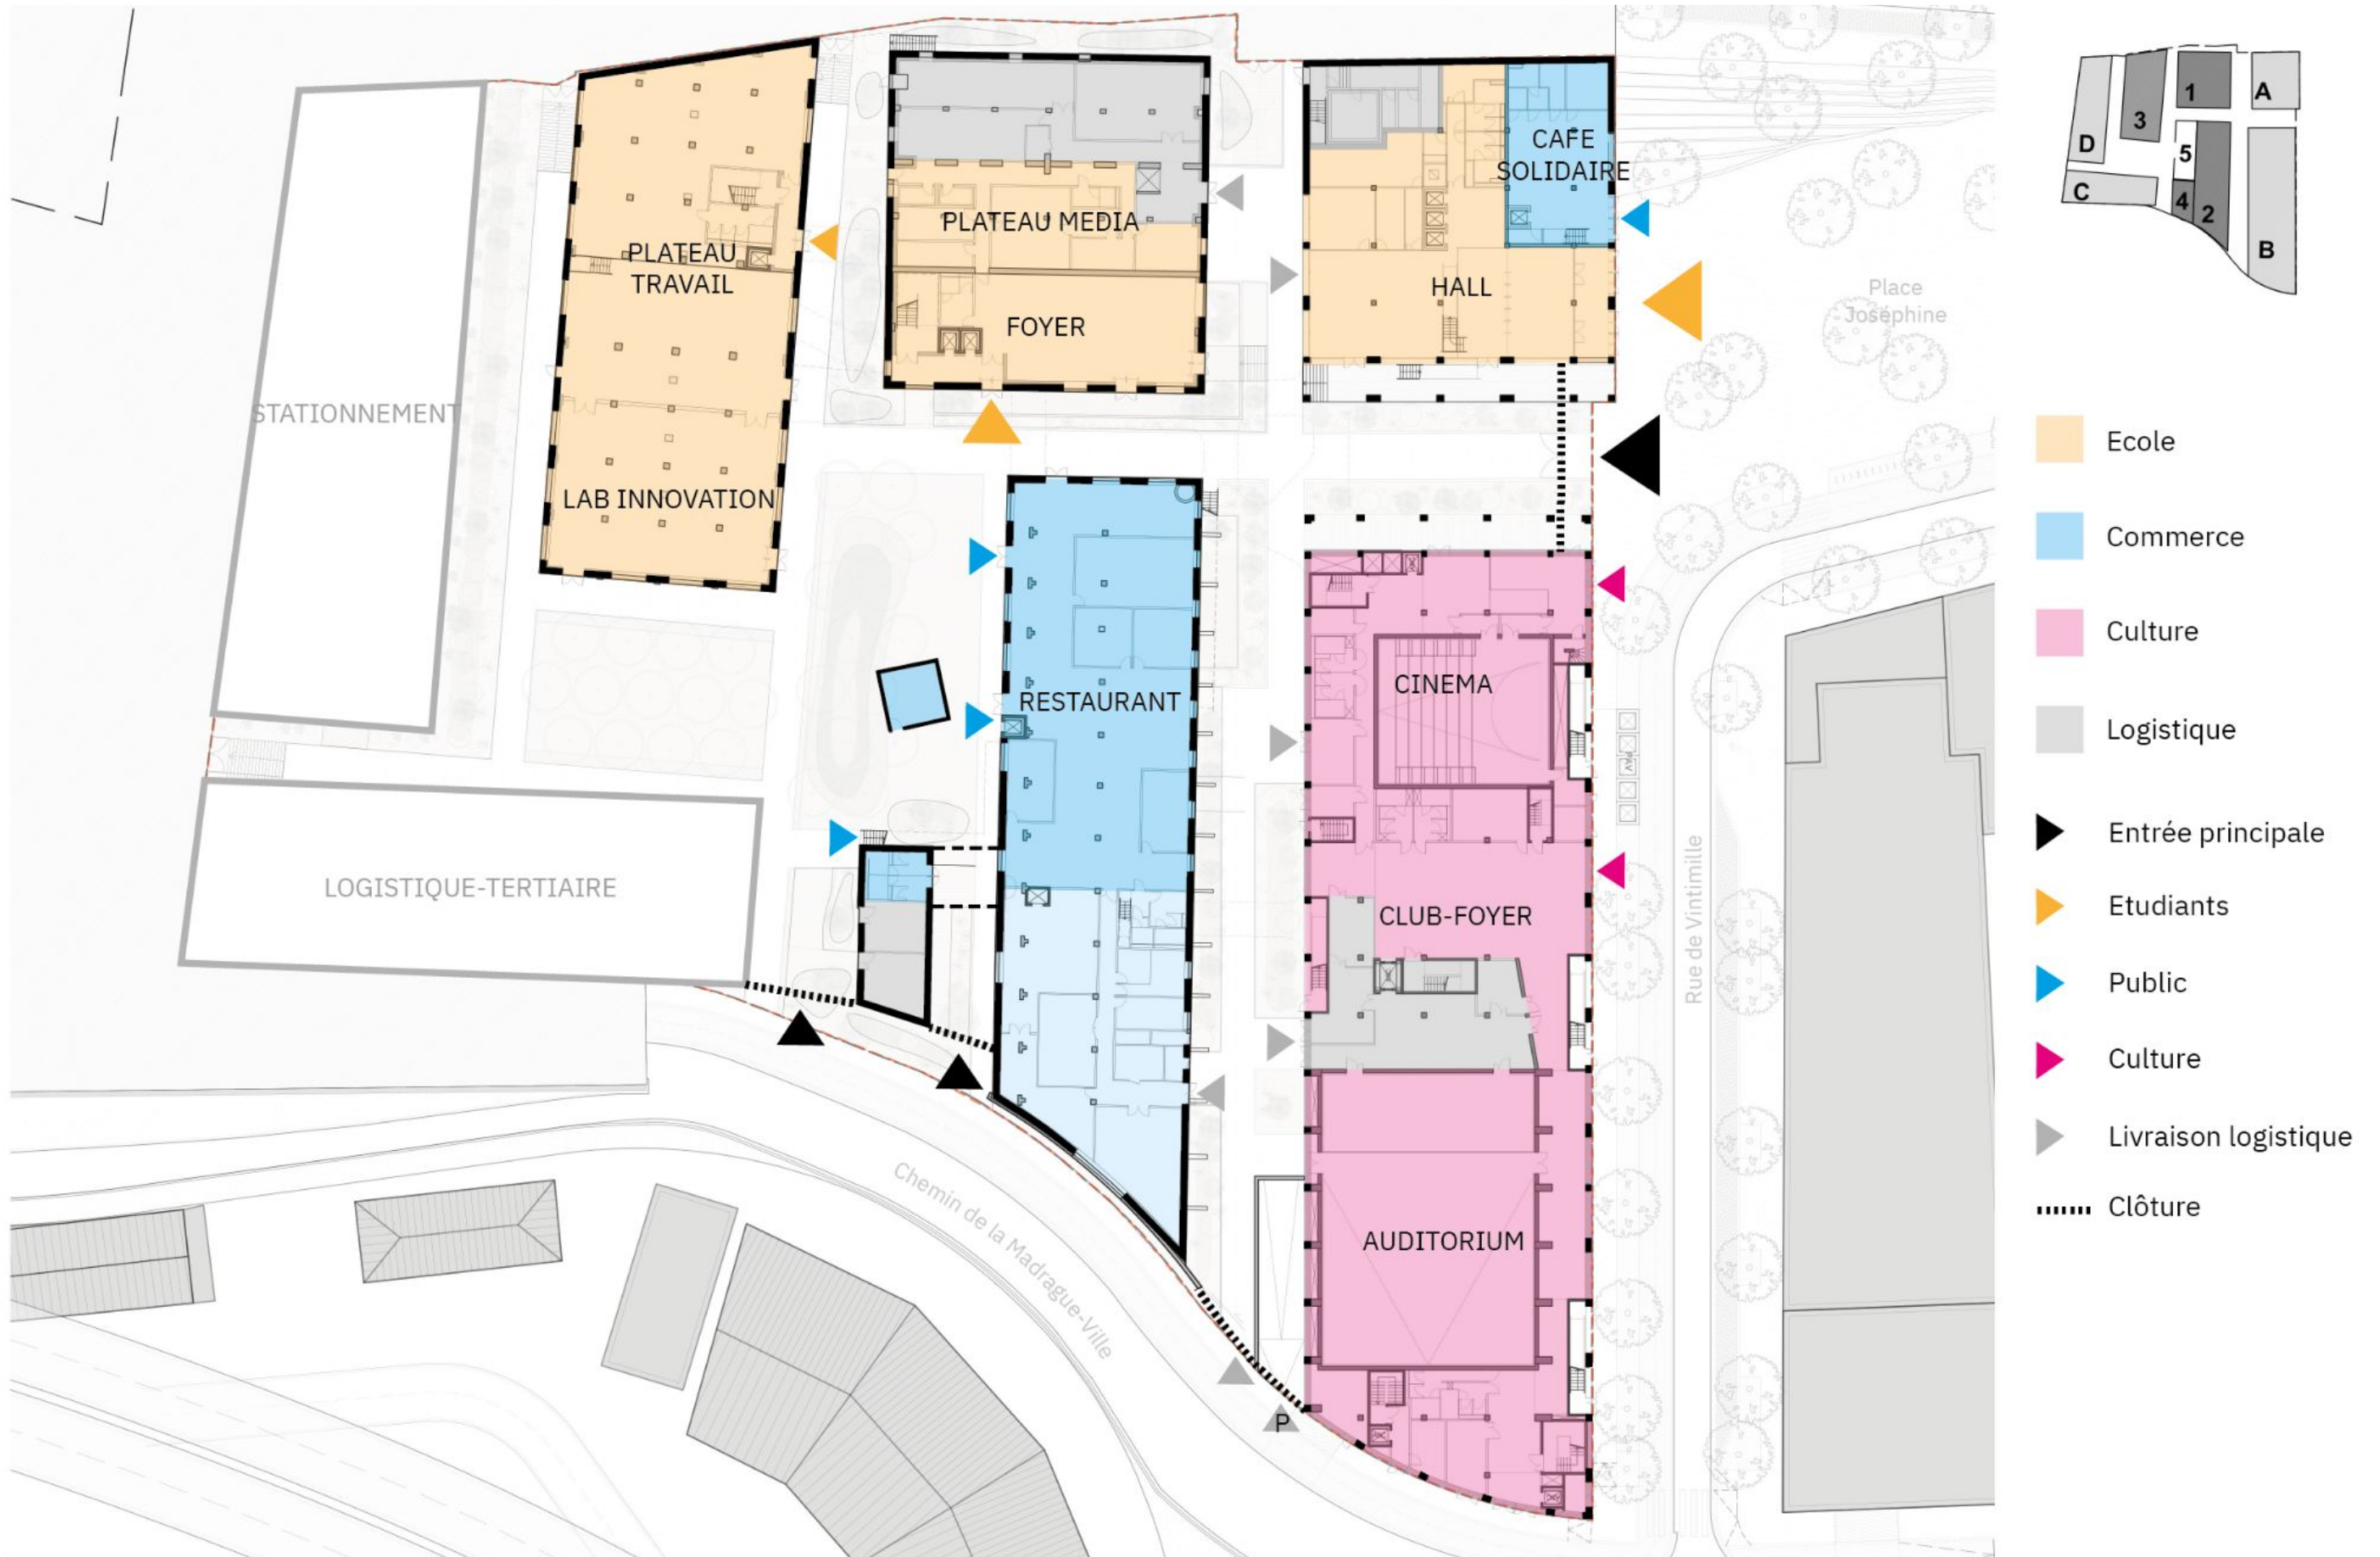 CAFE
SOLIDAIRE
PLATEAU MEDIA
PLATEAU
TRAVAIL
HALL
FOYER
Place
Joséphine
STATIONNEMENT
LAB INNOVATION
RESTAURANT
CINEMA
PAV
LOGISTIQUE-TERTIAIRE
CLUB-FOYER
Rue de Vintimille
Chemin de la Madrague-Ville
AUDITORIUM
P
1
A
3
D
5
C
4
2
B
Ecole
Commerce
Culture
Logistique
Entrée principale
Etudiants
Public
Culture
Livraison logistique
Clôture